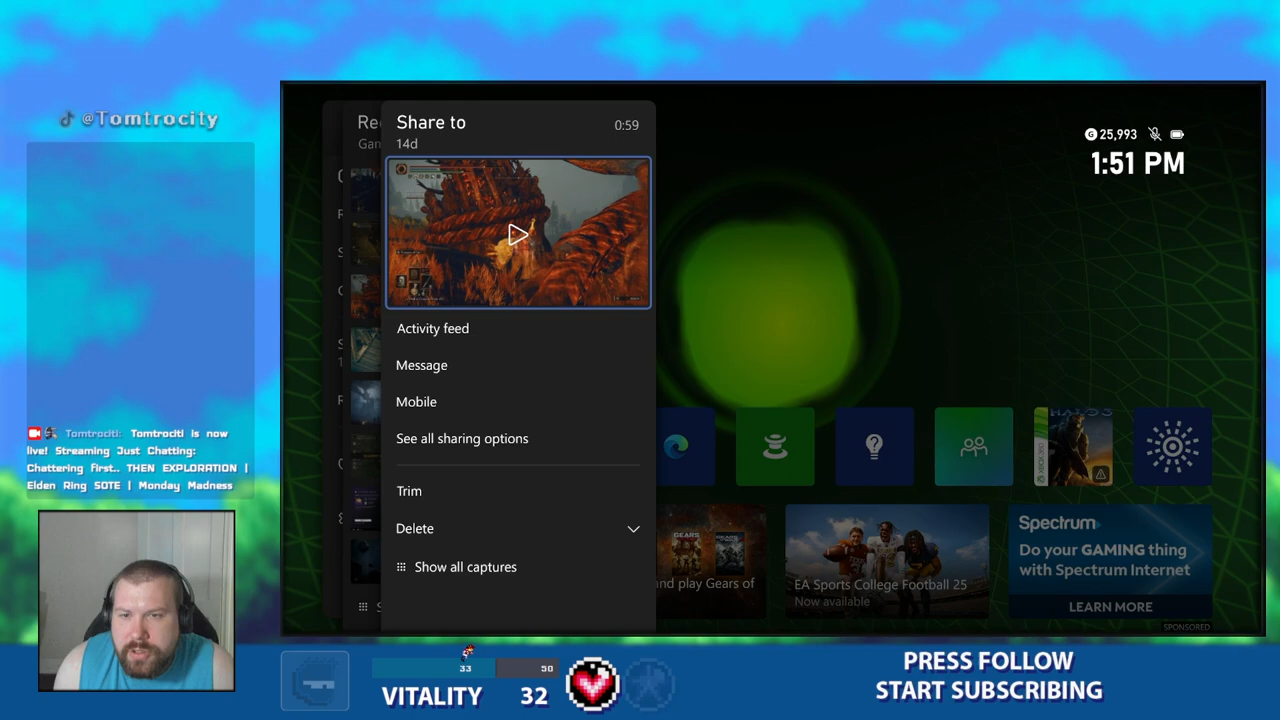 @Tomtrocity
Tomtrociti: Tomtrociti is now
live! Streaming Just Chatting:
Chattering first.. THEN EXPLORATION |
Elden Ring SOTE | Monday Madness
Share to
0:59
14d
Activity feed
Message
Mobile
See all sharing options
Trim
Delete
Show all captures
G 25,993
1:51 PM
HALO 3
GEARS
and play Gears of
EA Sports College Football 25
Now available
Spectrum
Do your GAMING thing
with Spectrum Internet
LEARN MORE
SPONSORED
33
50
VITALITY 32
PRESS FOLLOW
START SUBSCRIBING